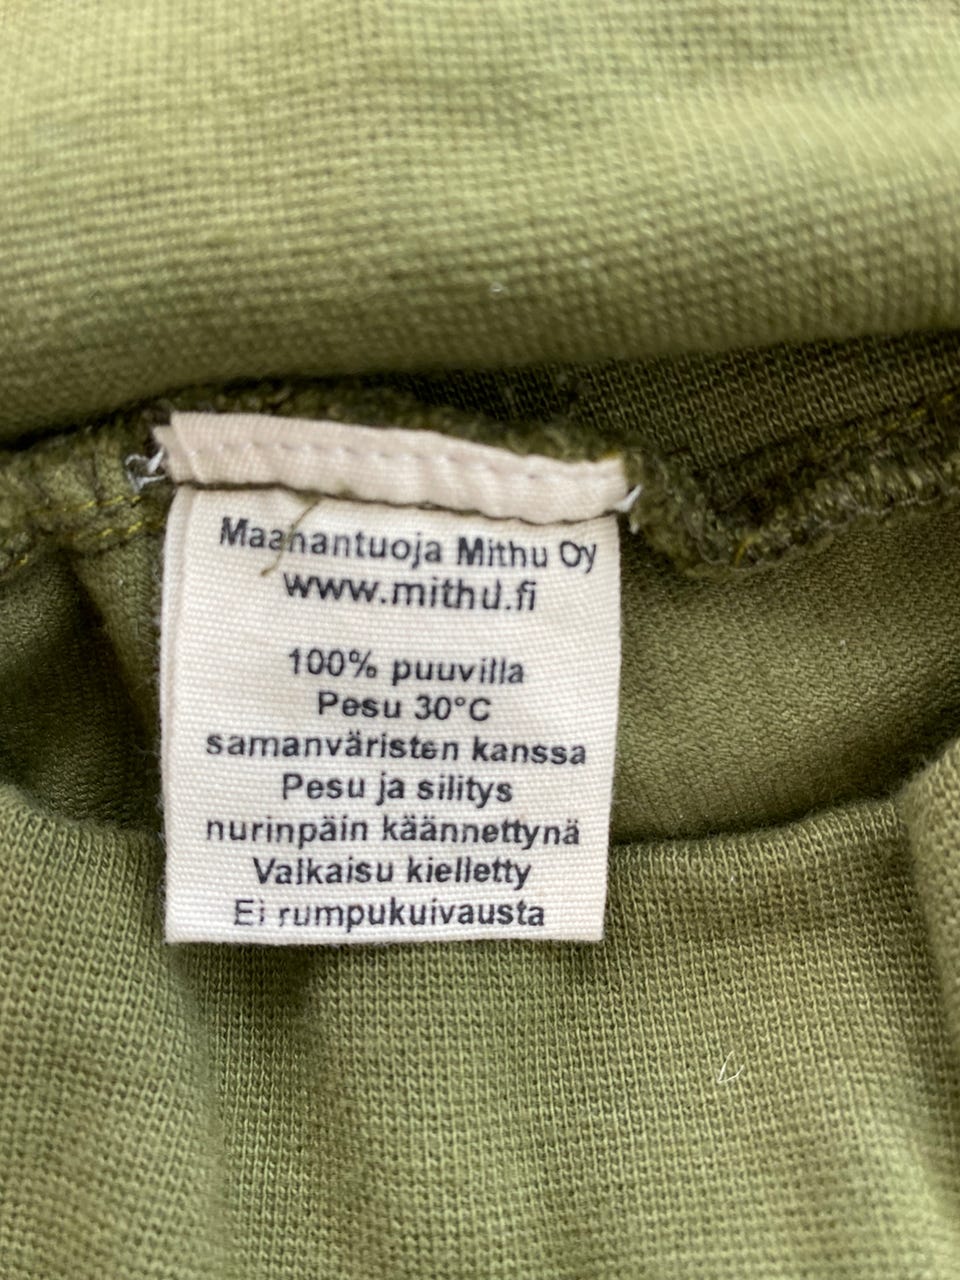 Maahantuoja Mithu Oy
www.mithu.fi
100% puuvilla
Pesu 30°C
samanväristen kanssa
Pesu ja silitys
nurinpäin käännettynä
Valkaisu kielletty
Ei rumpukuivausta